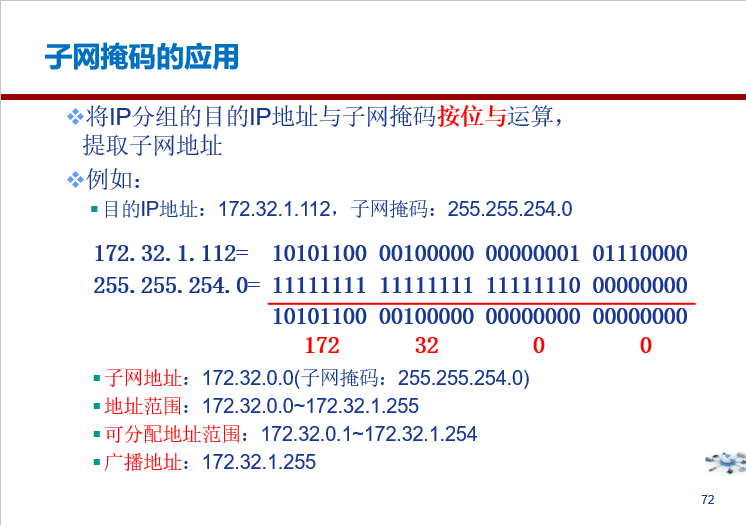 子网掩码的应用
将IP分组的目的IP地址与子网掩码按位与运算，
提取子网地址
例如：
目的IP地址：172.32.1.112，子网掩码：255.255.254.0
172.32.1.112= 10101100 00100000 00000001 01110000
255.255.254.0= 11111111 11111111 11111110 00000000
10101100 00100000 00000000 00000000
172 32 0 0
子网地址：172.32.0.0(子网掩码：255.255.254.0)
地址范围：172.32.0.0~172.32.1.255
可分配地址范围：172.32.0.1~172.32.1.254
广播地址：172.32.1.255
72